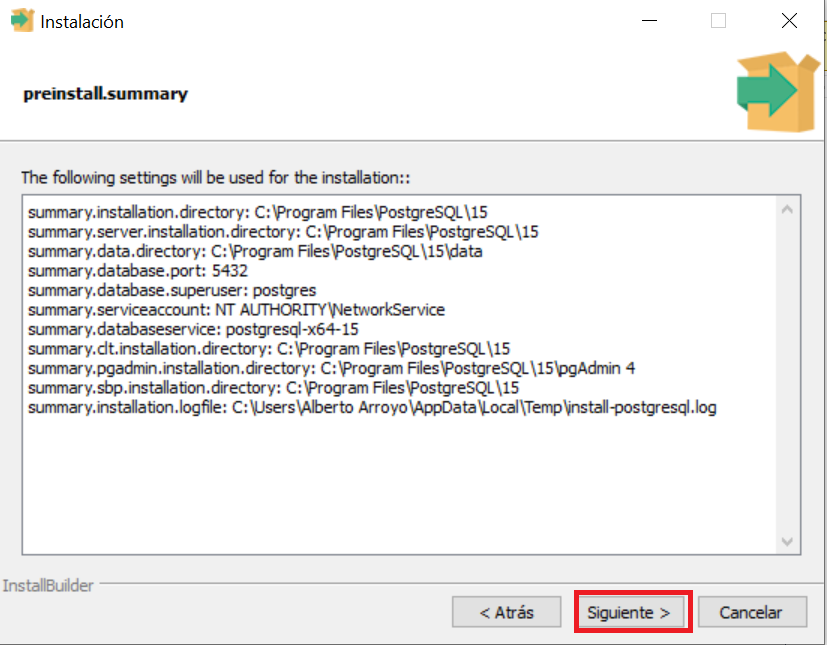 Instalación
preinstall.summary
The following settings will be used for the installation::
summary.installation.directory: C:\Program Files\PostgreSQL\15
summary.server.installation.directory: C:\Program Files\PostgreSQL\15
summary.data.directory: C:\Program Files\PostgreSQL\15\data
summary.database.port: 5432
summary.database.superuser: postgres
summary.serviceaccount: NT AUTHORITY\NetworkService
summary.databaseservice: postgresql-x64-15
summary.clt.installation.directory: C:\Program Files\PostgreSQL\15
summary.pgadmin.installation.directory: C:\Program Files\PostgreSQL\15\pgAdmin 4
summary.sbp.installation.directory: C:\Program Files\PostgreSQL\15
summary.installation.logfile: C:\Users\Alberto Arroyo\AppData\Local\Temp\install-postgresql.log
InstallBuilder
< Atrás
Siguiente >
Cancelar